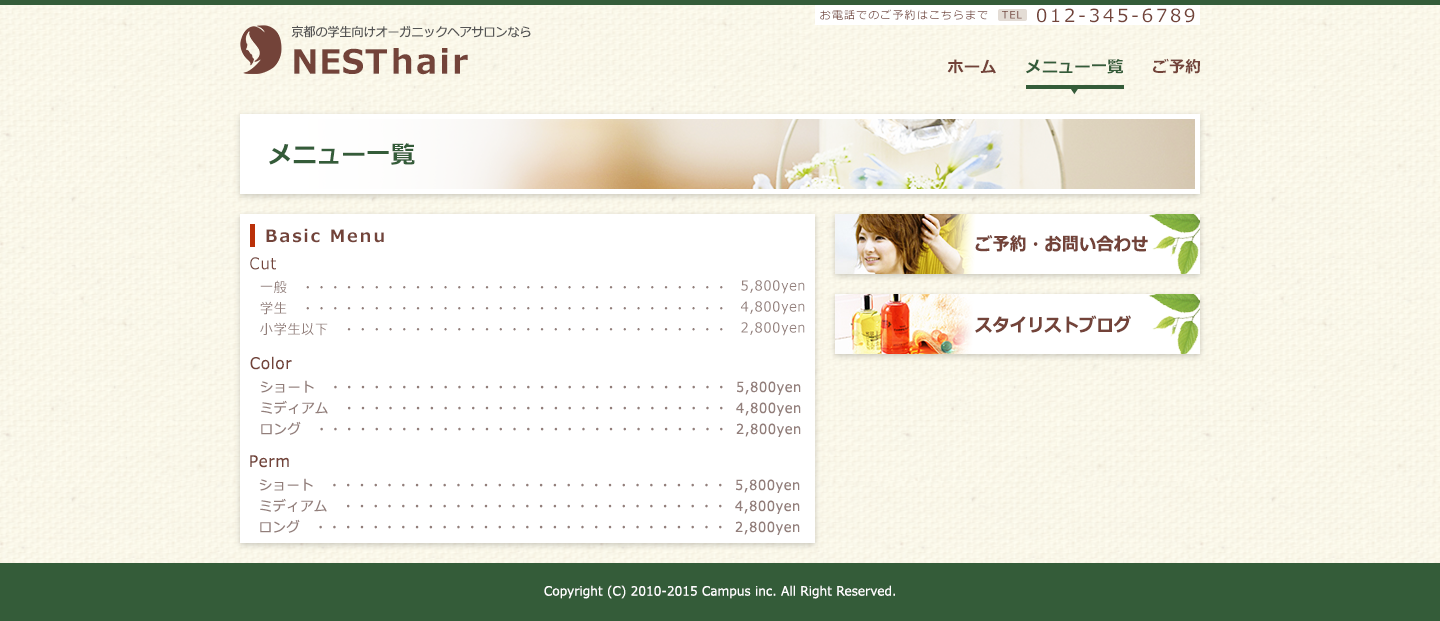 お電話でのご予約はこちらまで TEL 012-345-6789
京都の学生向けオーガニックヘアサロンなら
NESThair
ホーム メニュー一覧 ご予約
メニュー一覧
Basic Menu
Cut
一般 ・・・・・・・・・・・・・・・・・・・・・・・・・・・・・・・ 5,800yen
学生 ・・・・・・・・・・・・・・・・・・・・・・・・・・・・・・・ 4,800yen
小学生以下 ・・・・・・・・・・・・・・・・・・・・・・・・・・・・ 2,800yen
Color
ショート ・・・・・・・・・・・・・・・・・・・・・・・・・・・・・ 5,800yen
ミディアム ・・・・・・・・・・・・・・・・・・・・・・・・・・・・ 4,800yen
ロング ・・・・・・・・・・・・・・・・・・・・・・・・・・・・・・ 2,800yen
Perm
ショート ・・・・・・・・・・・・・・・・・・・・・・・・・・・・・ 5,800yen
ミディアム ・・・・・・・・・・・・・・・・・・・・・・・・・・・・ 4,800yen
ロング ・・・・・・・・・・・・・・・・・・・・・・・・・・・・・・ 2,800yen
ご予約・お問い合わせ
スタイリストブログ
Copyright (C) 2010-2015 Campus inc. All Right Reserved.